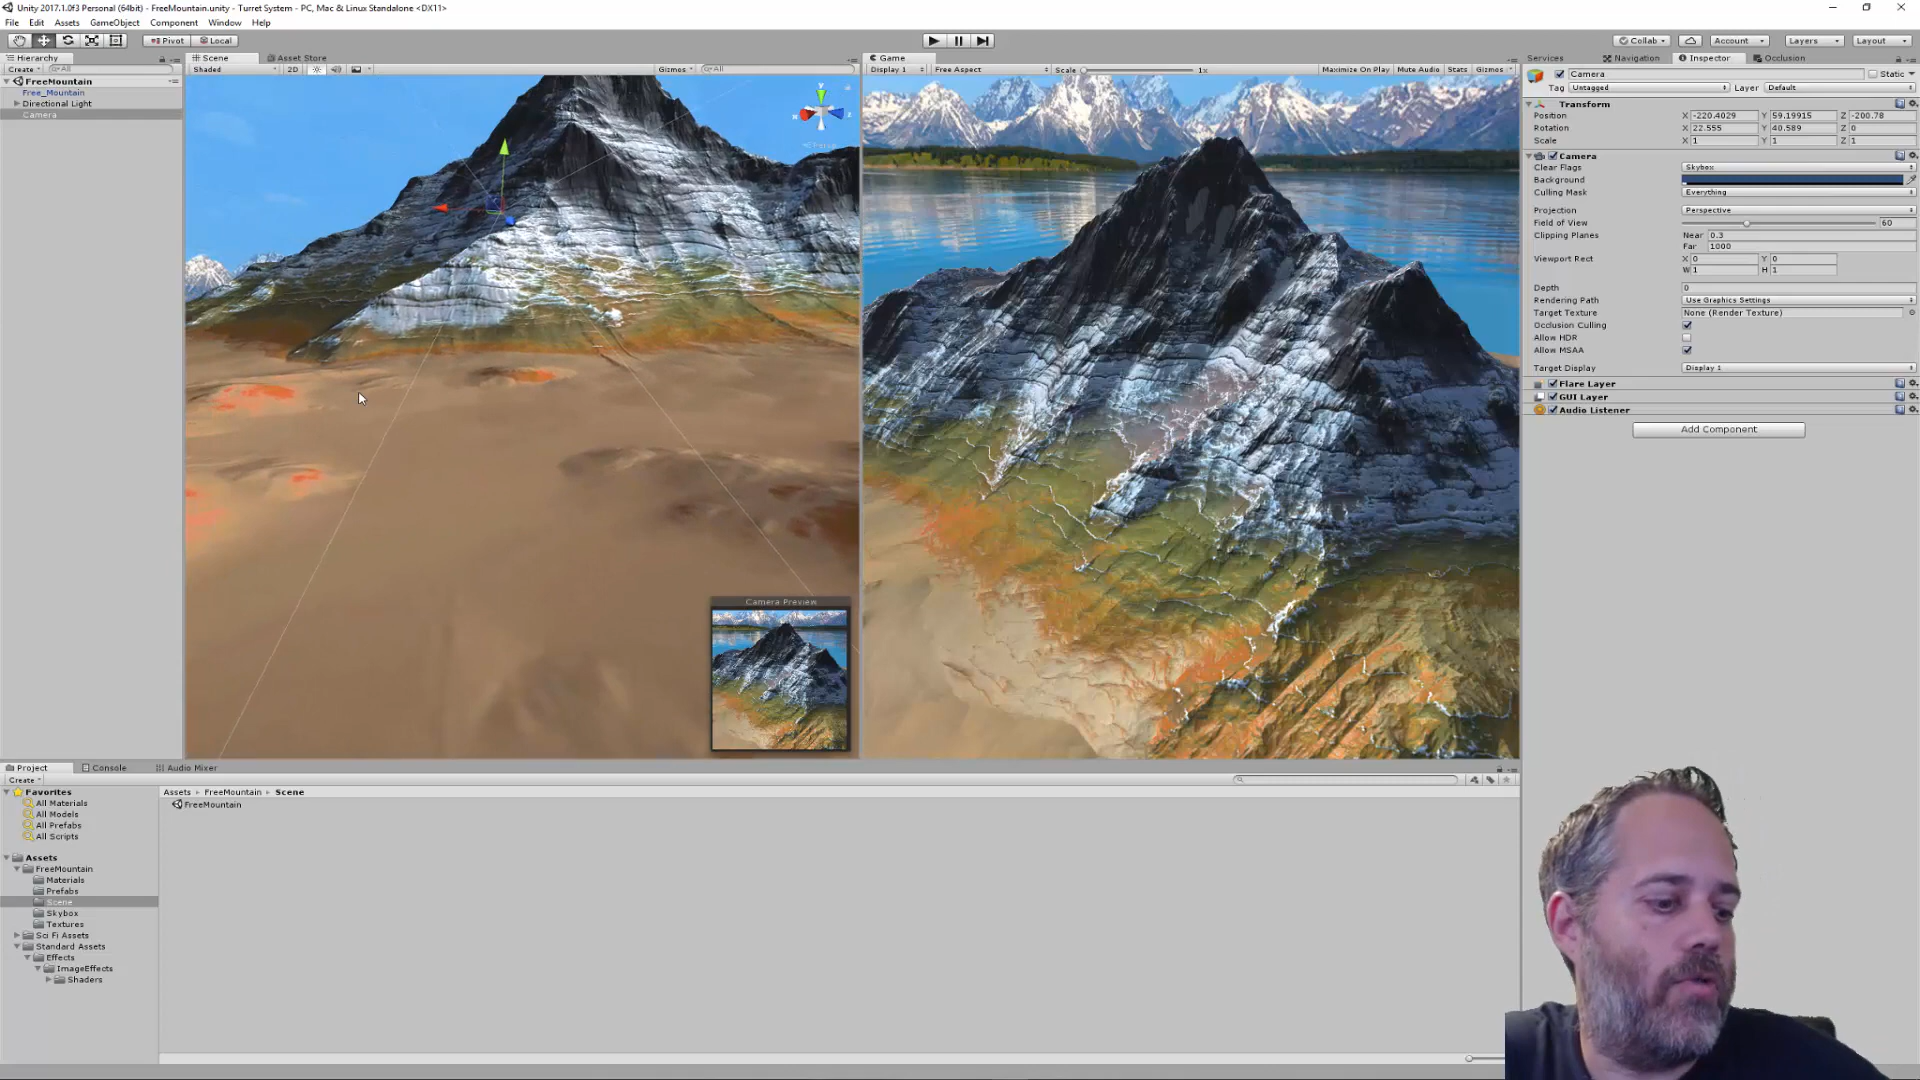 Unity 2017.1.0f3 Personal (64bit) - FreeMountain.unity - Turret System - PC, Mac & Linux Standalone <DX11>
File Edit Assets GameObject Component Window Help
Pivot Local
Collab Account Layers Layout
Hierarchy
Create All
FreeMountain
Free_Mountain
Directional Light
Camera
Scene Asset Store
Shaded 2D Gizmos All
Persp
Camera Preview
Game
Display 1 Free Aspect Scale 1x Maximize On Play Mute Audio Stats Gizmos
Services Navigation Inspector Occlusion
Camera Static
Tag Untagged Layer Default
Transform
Position X -220.4029 Y 59.19915 Z -200.78
Rotation X 22.555 Y 40.589 Z 0
Scale X 1 Y 1 Z 1
Camera
Clear Flags Skybox
Background
Culling Mask Everything
Projection Perspective
Field of View 60
Clipping Planes Near 0.3
Far 1000
Viewport Rect X 0 Y 0
W 1 H 1
Depth 0
Rendering Path Use Graphics Settings
Target Texture None (Render Texture)
Occlusion Culling
Allow HDR
Allow MSAA
Target Display Display 1
Flare Layer
GUI Layer
Audio Listener
Add Component
Project Console Audio Mixer
Create
Favorites
All Materials
All Models
All Prefabs
All Scripts
Assets
FreeMountain
Materials
Prefabs
Scene
Skybox
Textures
Sci Fi Assets
Standard Assets
Effects
ImageEffects
Shaders
Assets FreeMountain Scene
FreeMountain